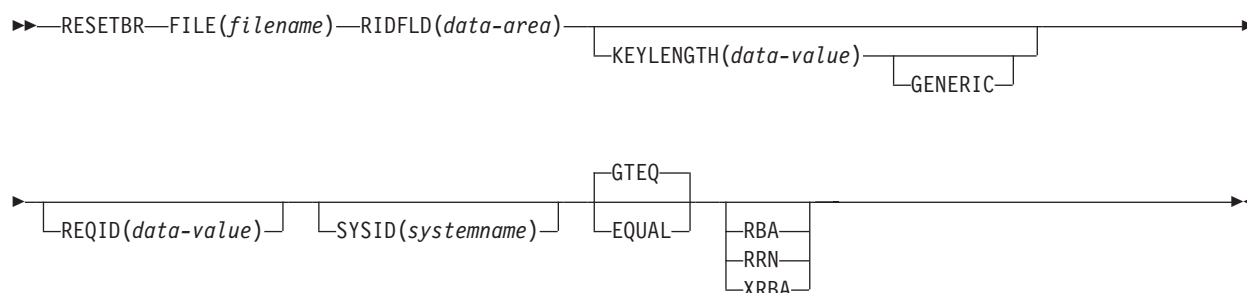 RESETBR FILE(filename) RIDFLD(data-area)
KEYLENGTH(data-value)
GENERIC
GTEQ
REQID(data-value) SYSID(systemname) EQUAL RBA
RRN
XRBA